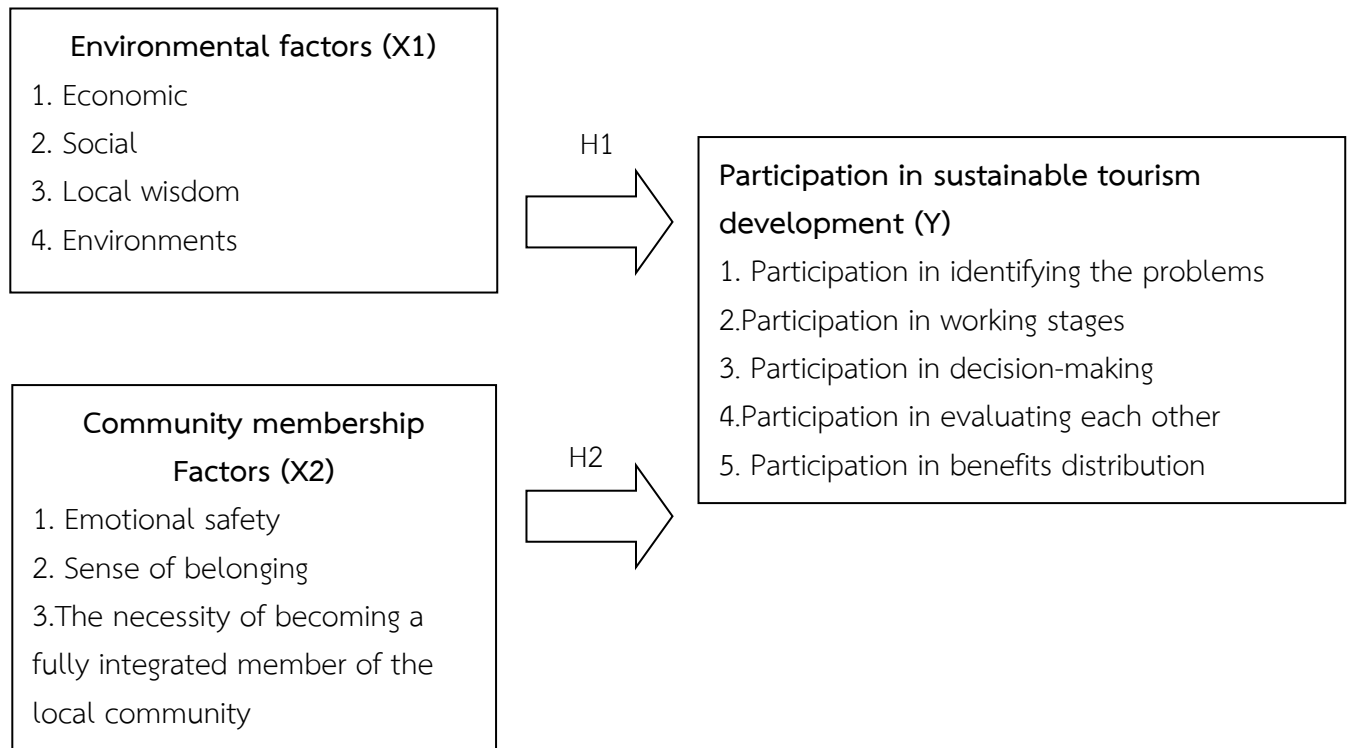 Environmental factors (X1)
1. Economic
2. Social
3. Local wisdom
4. Environments
H1
Participation in sustainable tourism
development (Y)
1. Participation in identifying the problems
2.Participation in working stages
3. Participation in decision-making
4.Participation in evaluating each other
5. Participation in benefits distribution
Community membership
Factors (X2)
1. Emotional safety
2. Sense of belonging
3.The necessity of becoming a
fully integrated member of the
local community
H2